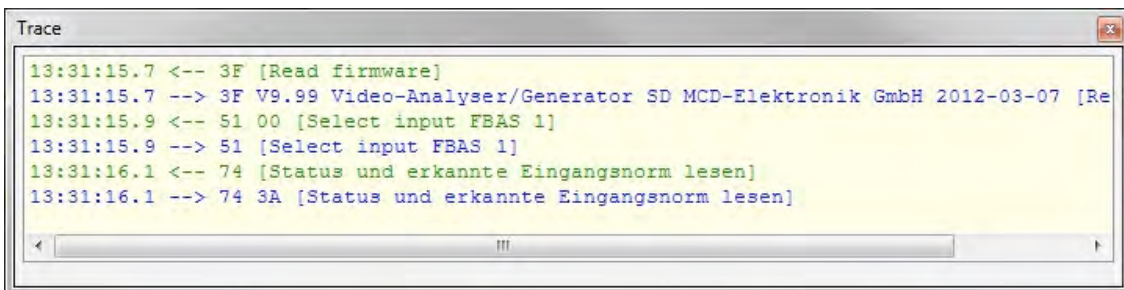 Trace
13:31:15.7 <-- 3F [Read firmware]
13:31:15.7 --> 3F V9.99 Video-Analyser/Generator SD MCD-Elektronik GmbH 2012-03-07 [Re
13:31:15.9 <-- 51 00 [Select input FBAS 1]
13:31:15.9 --> 51 [Select input FBAS 1]
13:31:16.1 <-- 74 [Status und erkannte Eingangsnorm lesen]
13:31:16.1 --> 74 3A [Status und erkannte Eingangsnorm lesen]